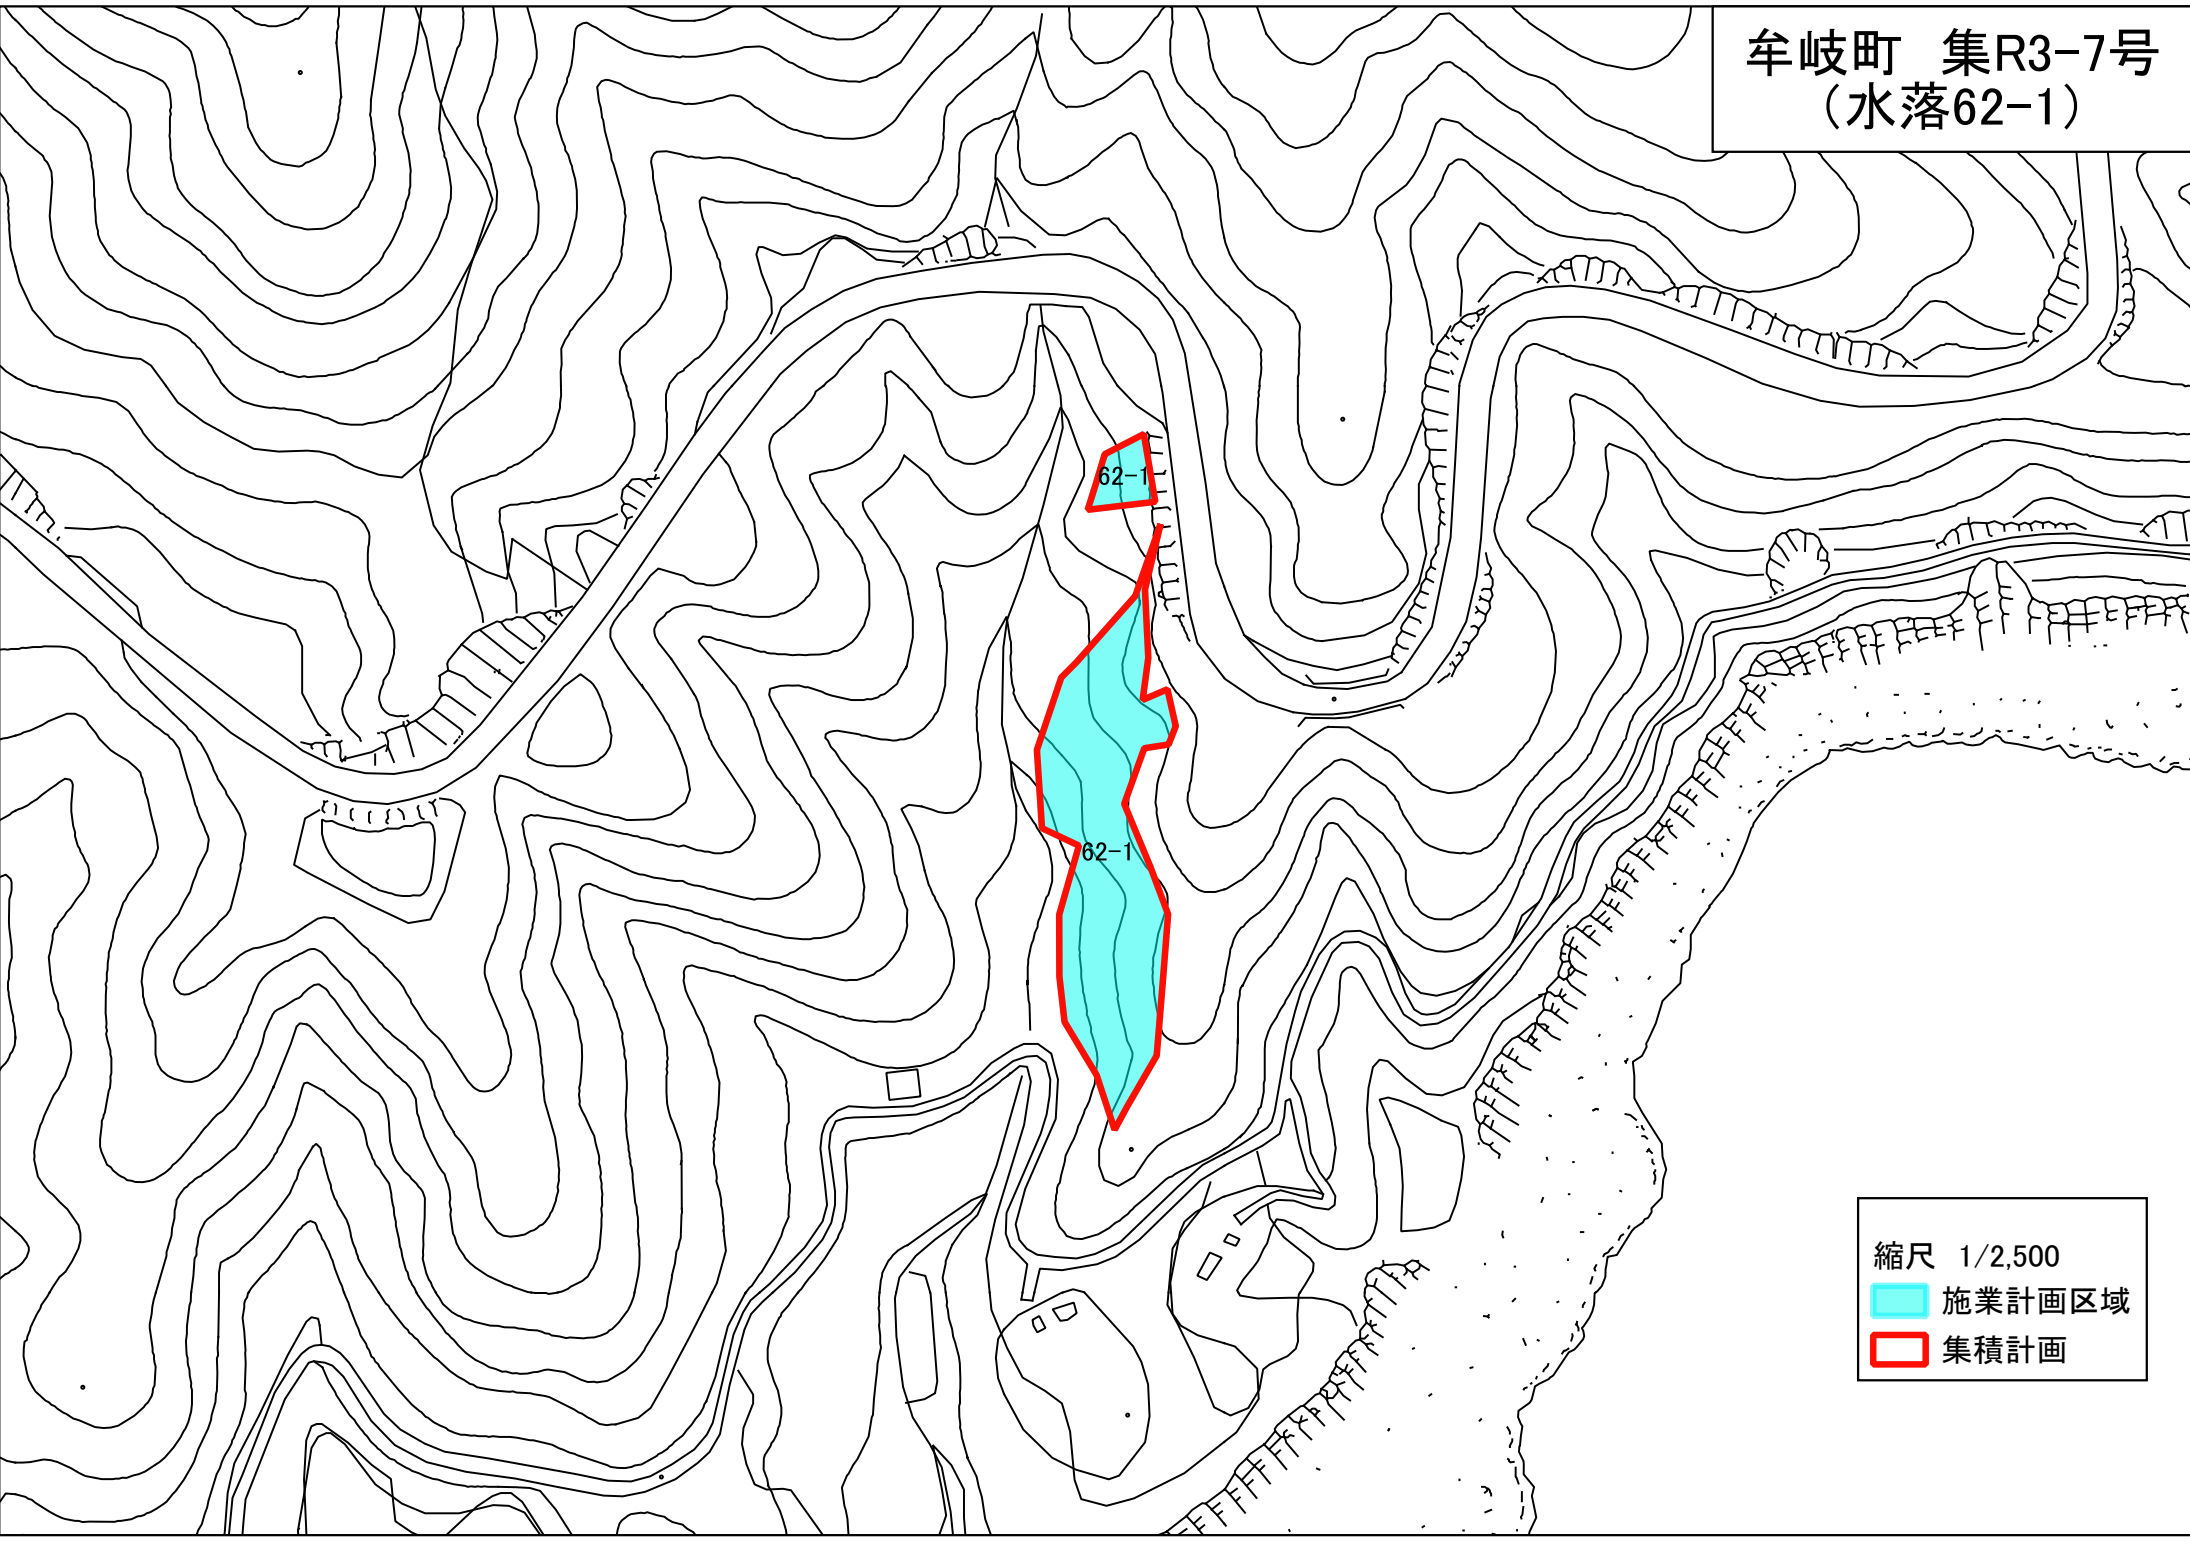 牟岐町　集R3-7号
（水落62-1）
62-1
62-1
縮尺　1/2,500
施業計画区域
集積計画